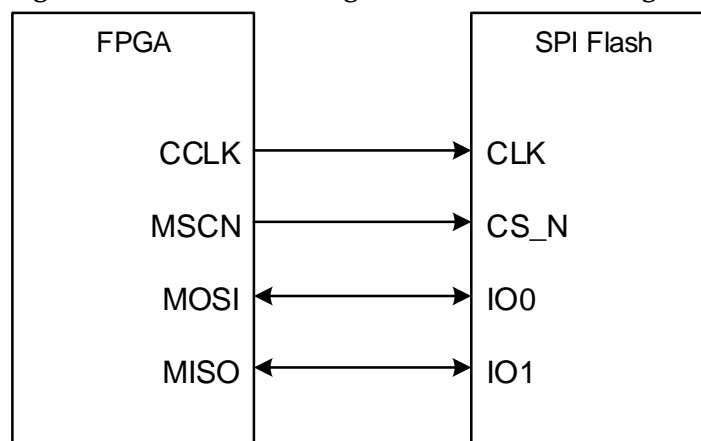 FPGA SPI Flash
CCLK CLK
MSCN CS_N
MOSI IO0
MISO IO1